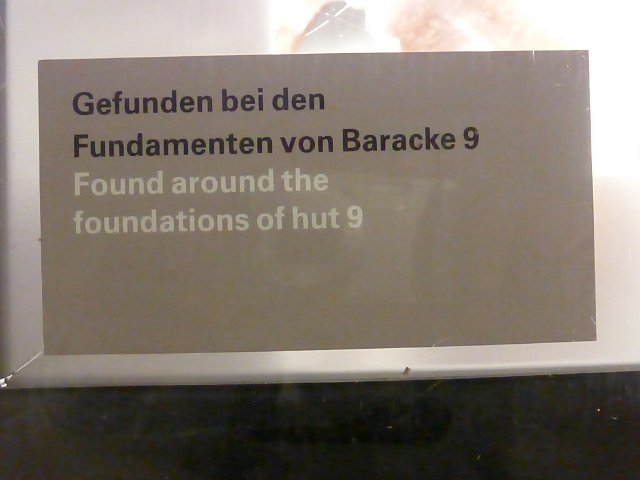 Gefunden bei den
Fundamenten von Baracke 9
Found around the
foundations of hut 9